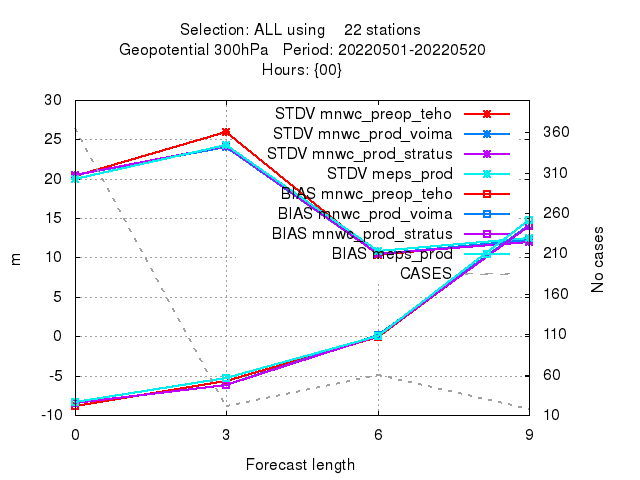 Selection: ALL using 22 stations
Geopotential 300hPa Period: 20220501-20220520
Hours: {00}
30
25
20
15
10
5
0
-5
-10
m
STDV mnwc_preop_teho
STDV mnwc_prod_voima
STDV mnwc_prod_stratus
STDV meps_prod
BIAS mnwc_preop_teho
BIAS mnwc_prod_voima
BIAS mnwc_prod_stratus
BIAS meps_prod
CASES
360
310
260
210
160
110
60
10
No cases
0 3 6 9
Forecast length